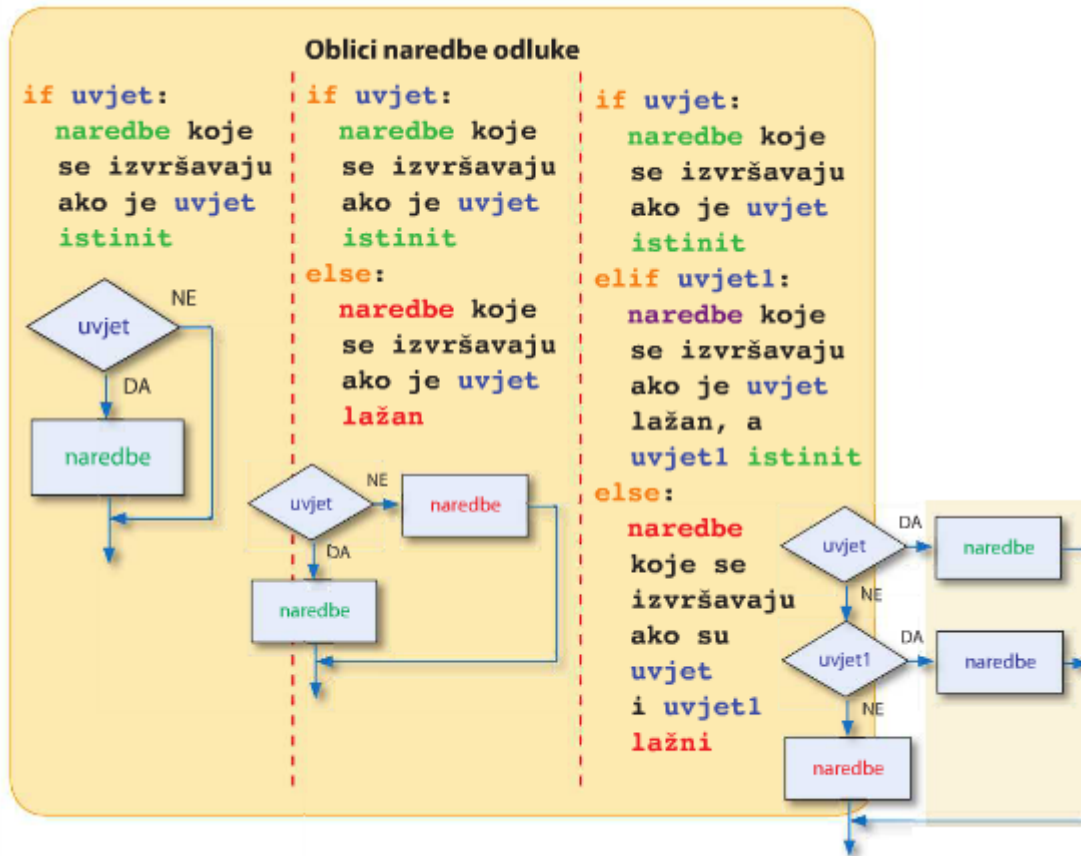 Oblici naredbe odluke
if uvjet:
naredbe koje
se izvršavaju
ako je uvjet
istinit
NE
uvjet
DA
naredbe
if uvjet:
naredbe koje
se izvršavaju
ako je uvjet
istinit
else:
naredbe koje
se izvršavaju
ako je uvjet
lažan
uvjet
NE
naredbe
DA
naredbe
if uvjet:
naredbe koje
se izvršavaju
ako je uvjet
istinit
elif uvjet1:
naredbe koje
se izvršavaju
ako je uvjet
lažan, a
uvjet1 istinit
else:
naredbe
koje se
izvršavaju
ako su
uvjet
i uvjet1
lažni
uvjet
DA
naredbe
NE
uvjet1
DA
naredbe
NE
naredbe